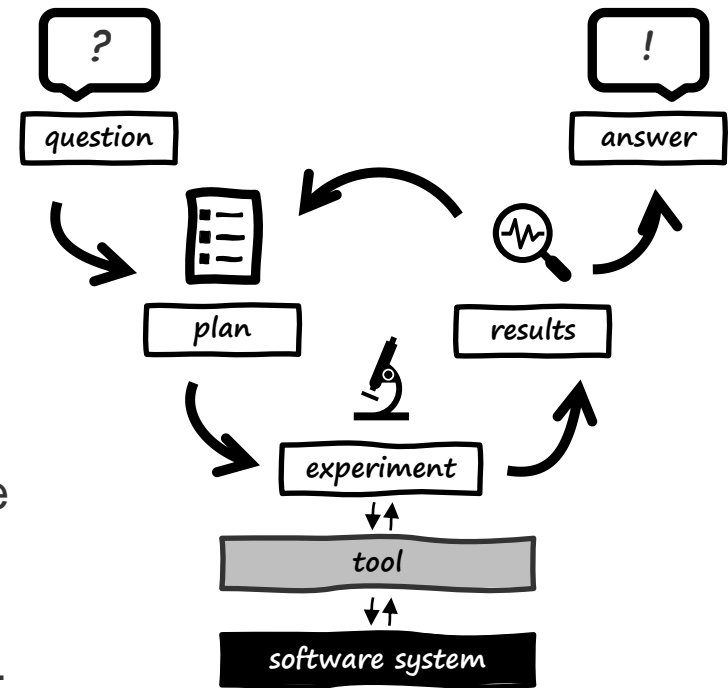 ?
!
question
answer
plan
results
experiment
e
tool
software system
.